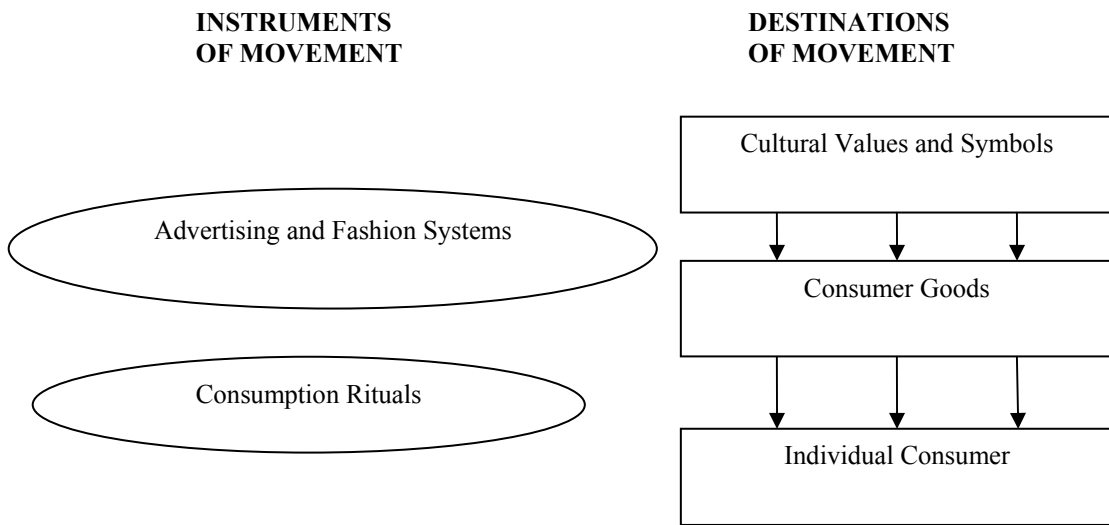 INSTRUMENTS
OF MOVEMENT
DESTINATIONS
OF MOVEMENT
Cultural Values and Symbols
Advertising and Fashion Systems
Consumer Goods
Consumption Rituals
Individual Consumer